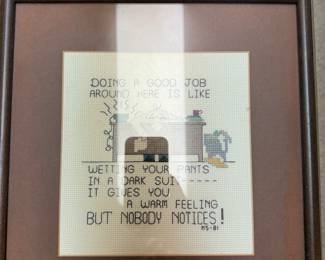 DOING A GOOD JOB
AROUND HERE IS LIKE
WETTING YOUR PANTS
IN A DARK SUIT-----
IT GIVES YOU
A WARM FEELING
BUT NOBODY NOTICES!
MS-81